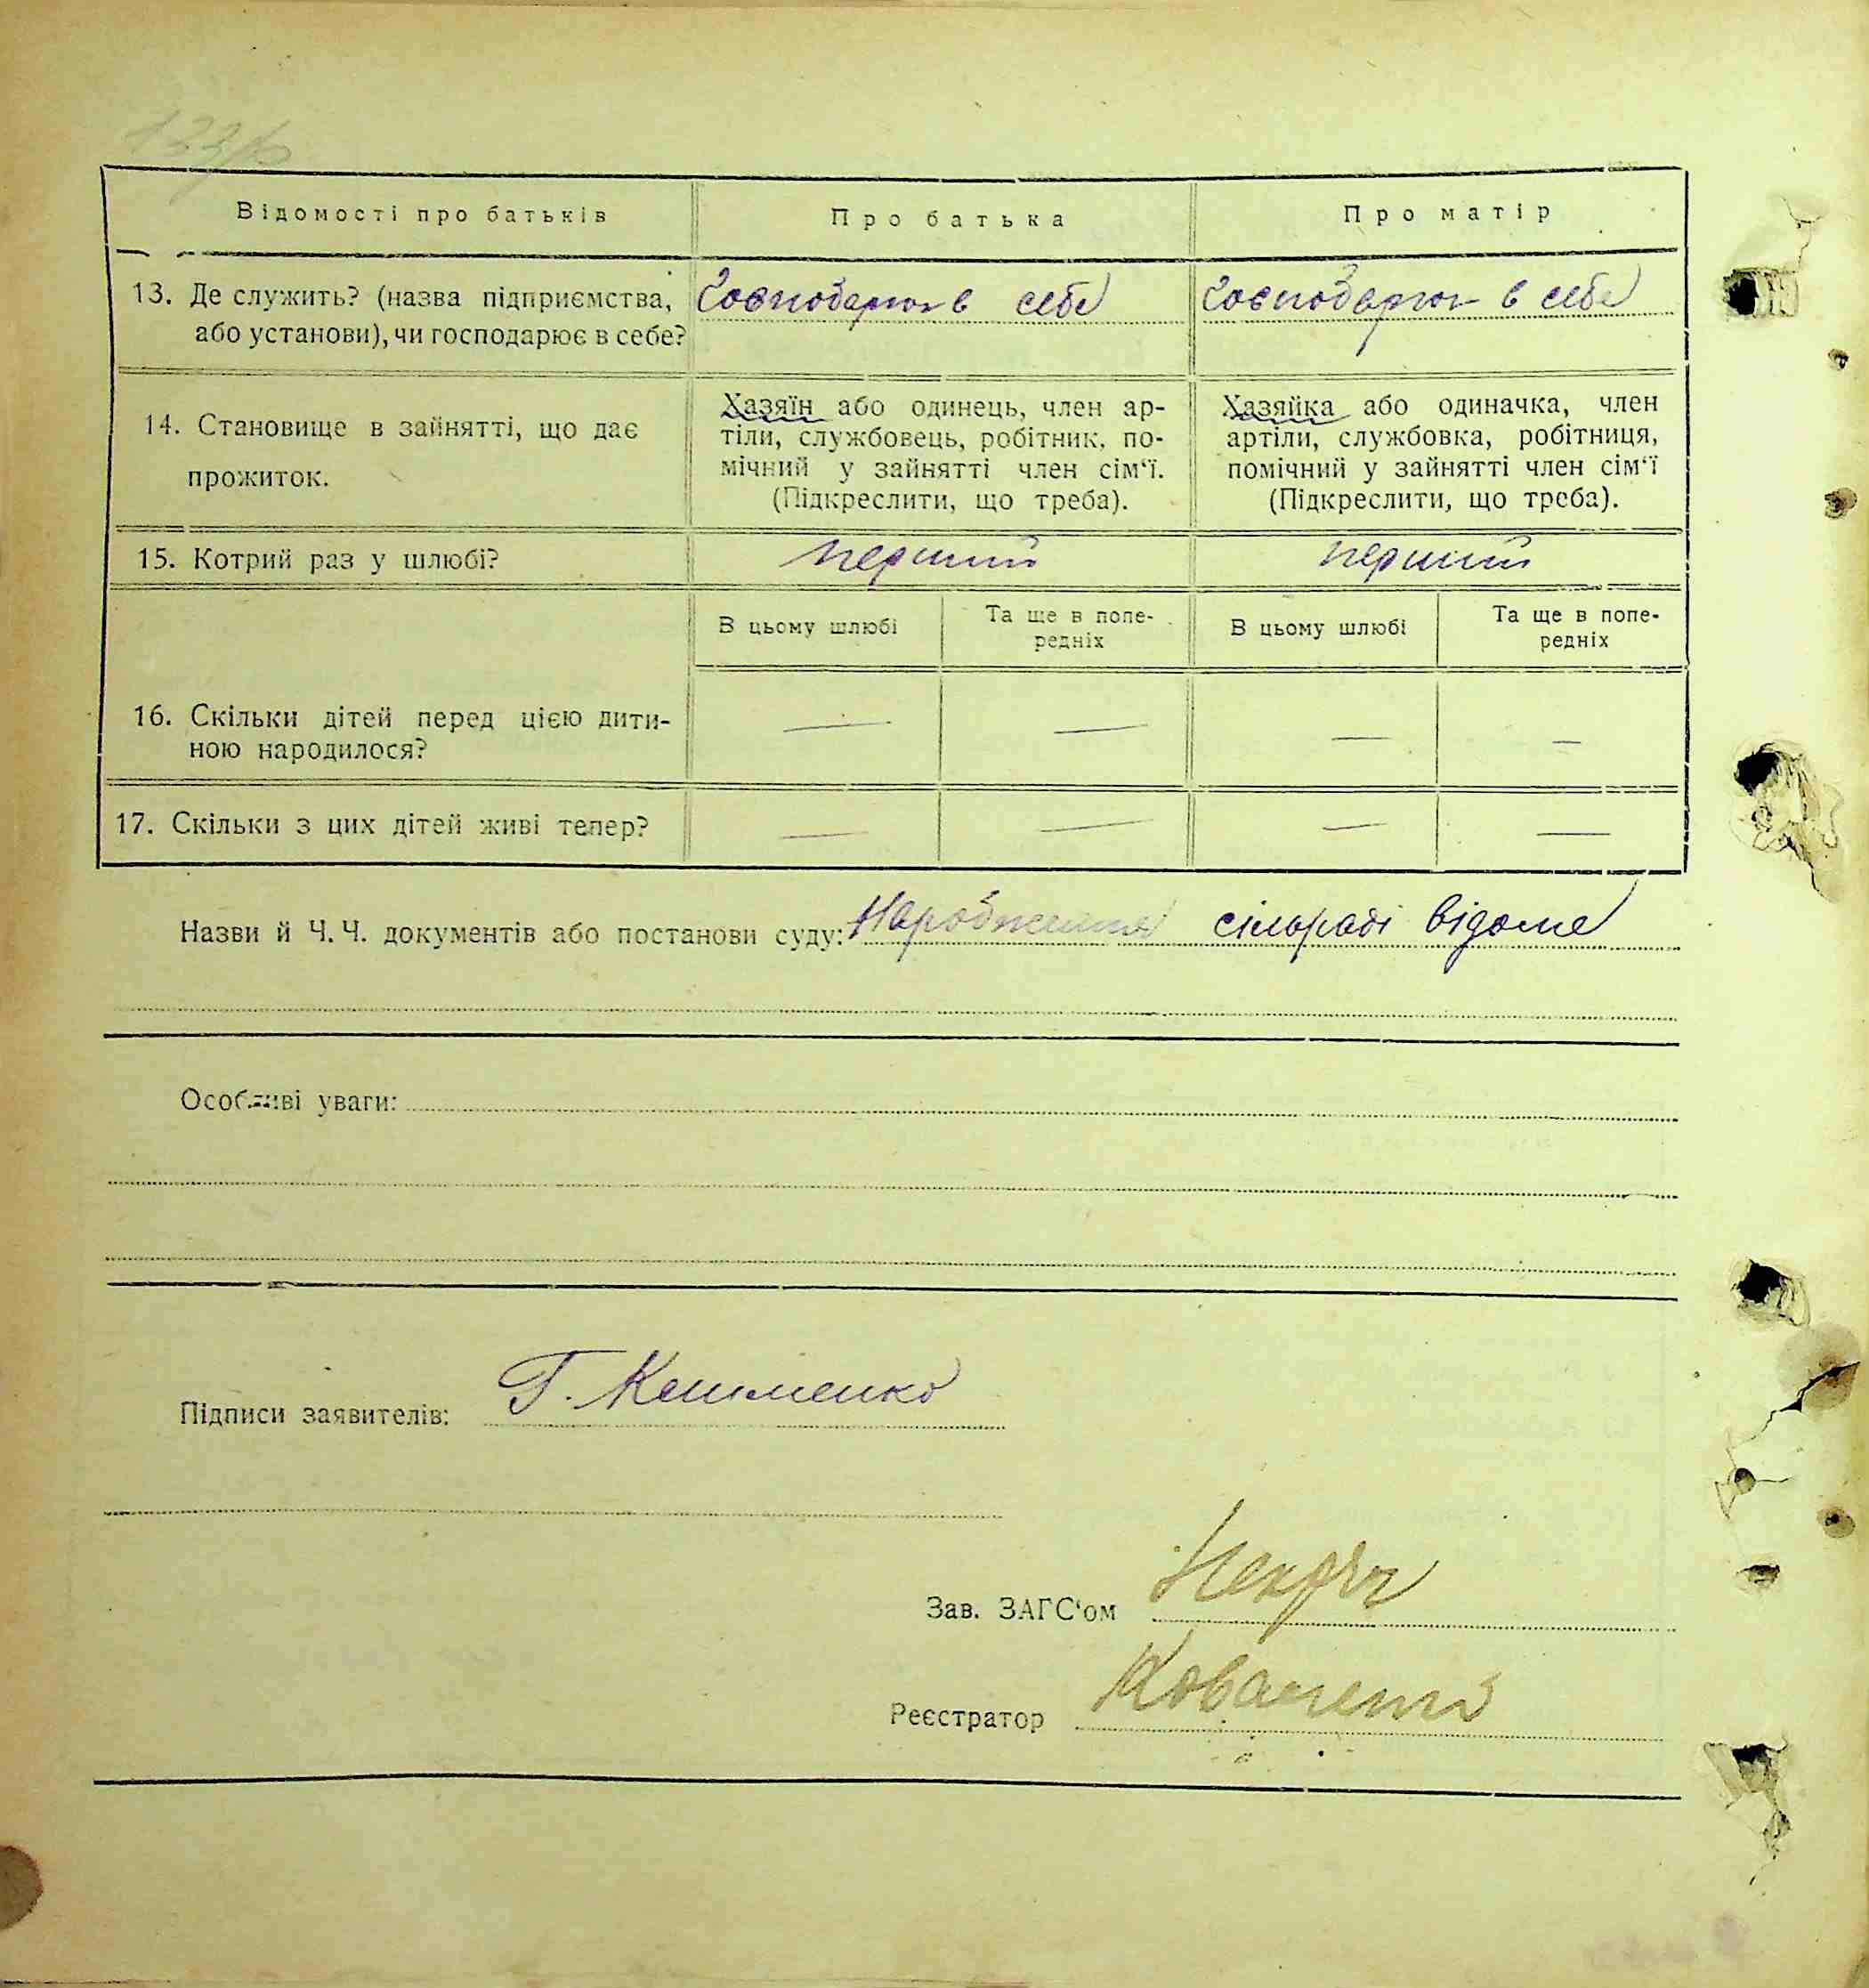 Відомості про батьків
Про батька
Про матір
13. Де служить? (назва підприємства, або установи), чи господарює в себе?
Господарює в себе
Господарює в себе
14. Становище в зайнятті, що дає прожиток.
Хазяїн або одинець, член ар-
тіли, службовець, робітник, по-
мічний у зайнятті член сім‘ї.
(Підкреслити, що треба).
Хазяйка або одиначка, член
артіли, службовка, робітниця,
помічний у зайнятті член сім‘ї
(Підкреслити, що треба).
15. Котрий раз у шлюбі?
перший
перший
В цьому шлюбі
Та ще в попе-
редніх
В цьому шлюбі
Та ще в попе-
редніх
16. Скільки дітей перед цією дити-
ною народилося?
— — — —
17. Скільки з цих дітей живі тепер?
— — — —
Назви й Ч. Ч. документів або постанови суду: Народження сільраді відоме
Особливі уваги:
Підписи заявителів: Г.
Зав. ЗАГС‘ом
Реєстратор